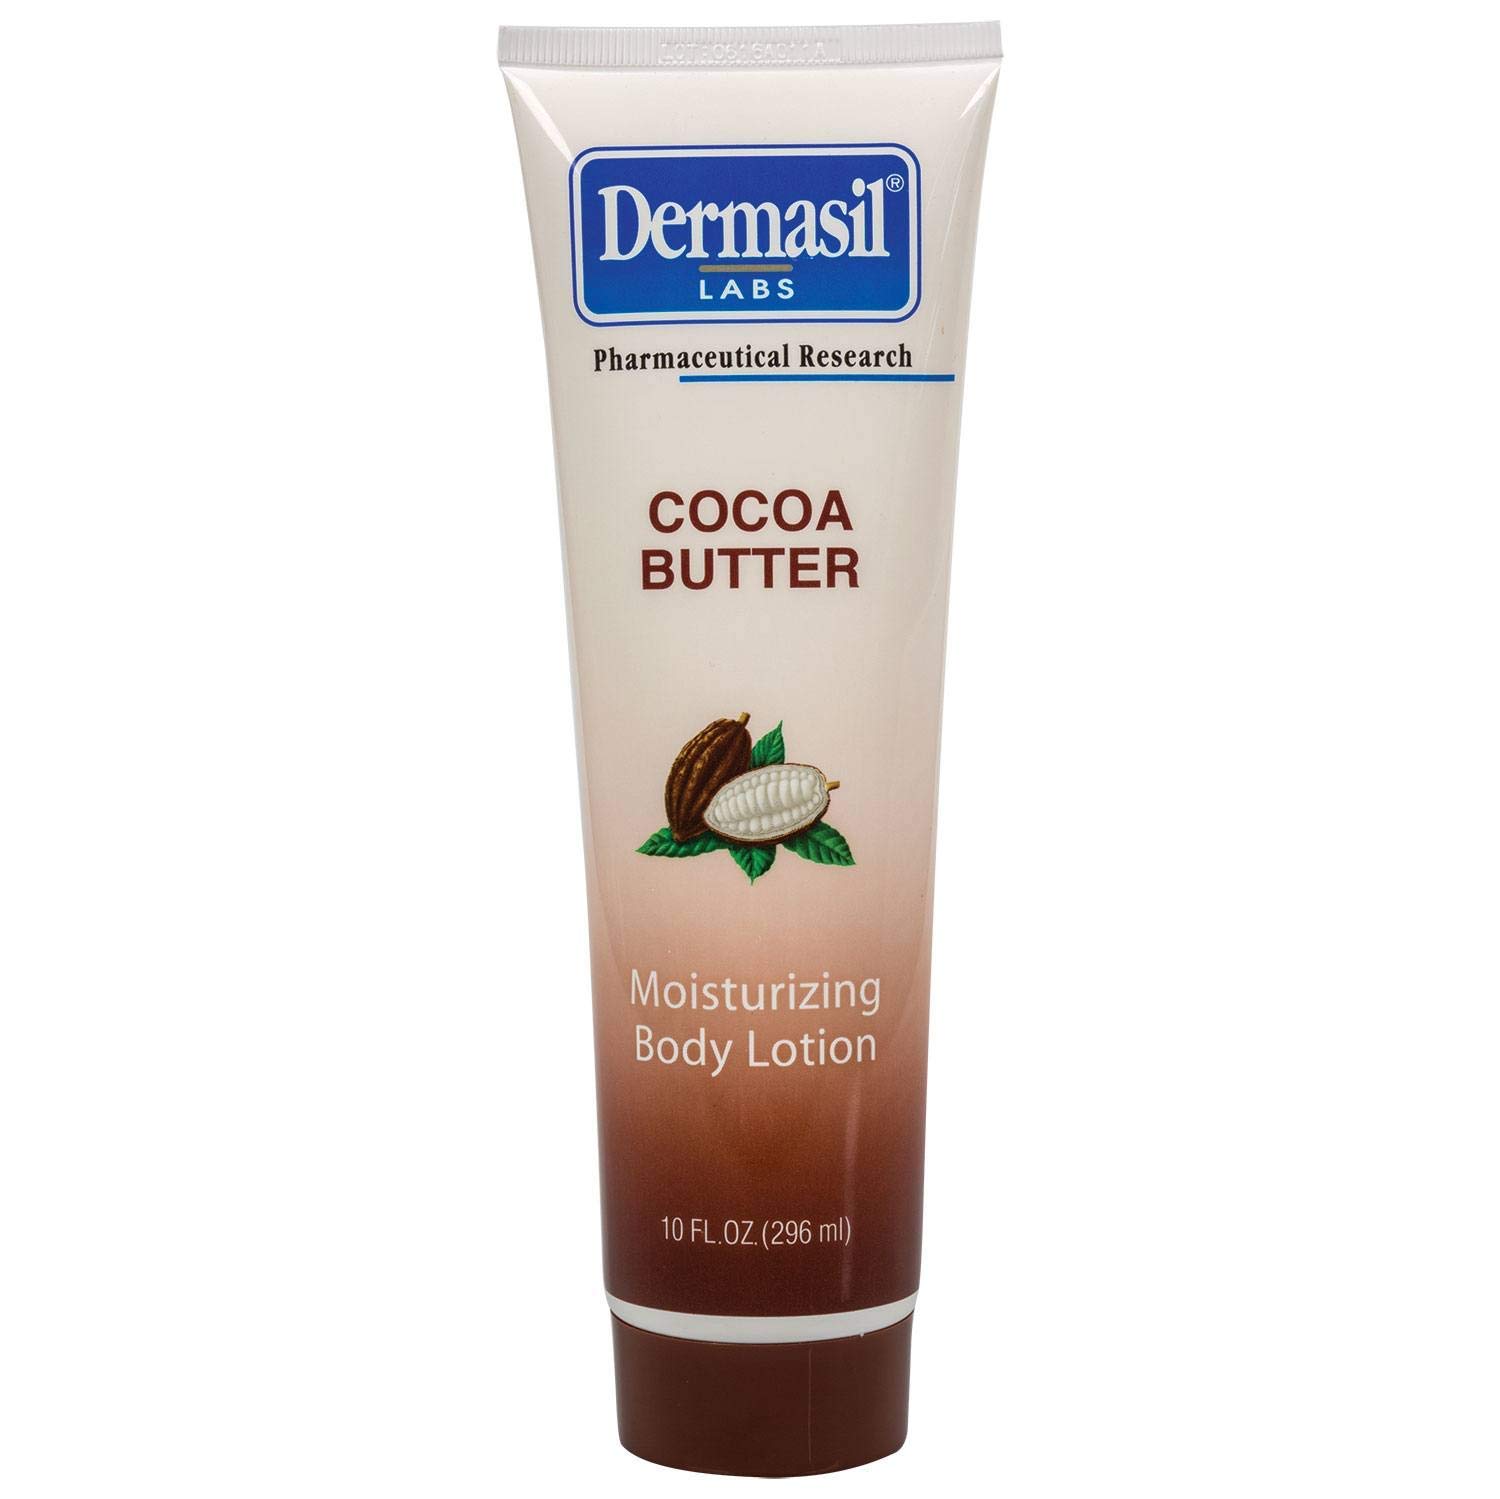 Dermasil®
LABS
Pharmaceutical Research
COCOA
BUTTER
Moisturizing
Body Lotion
10 FL.OZ. (296 ml)